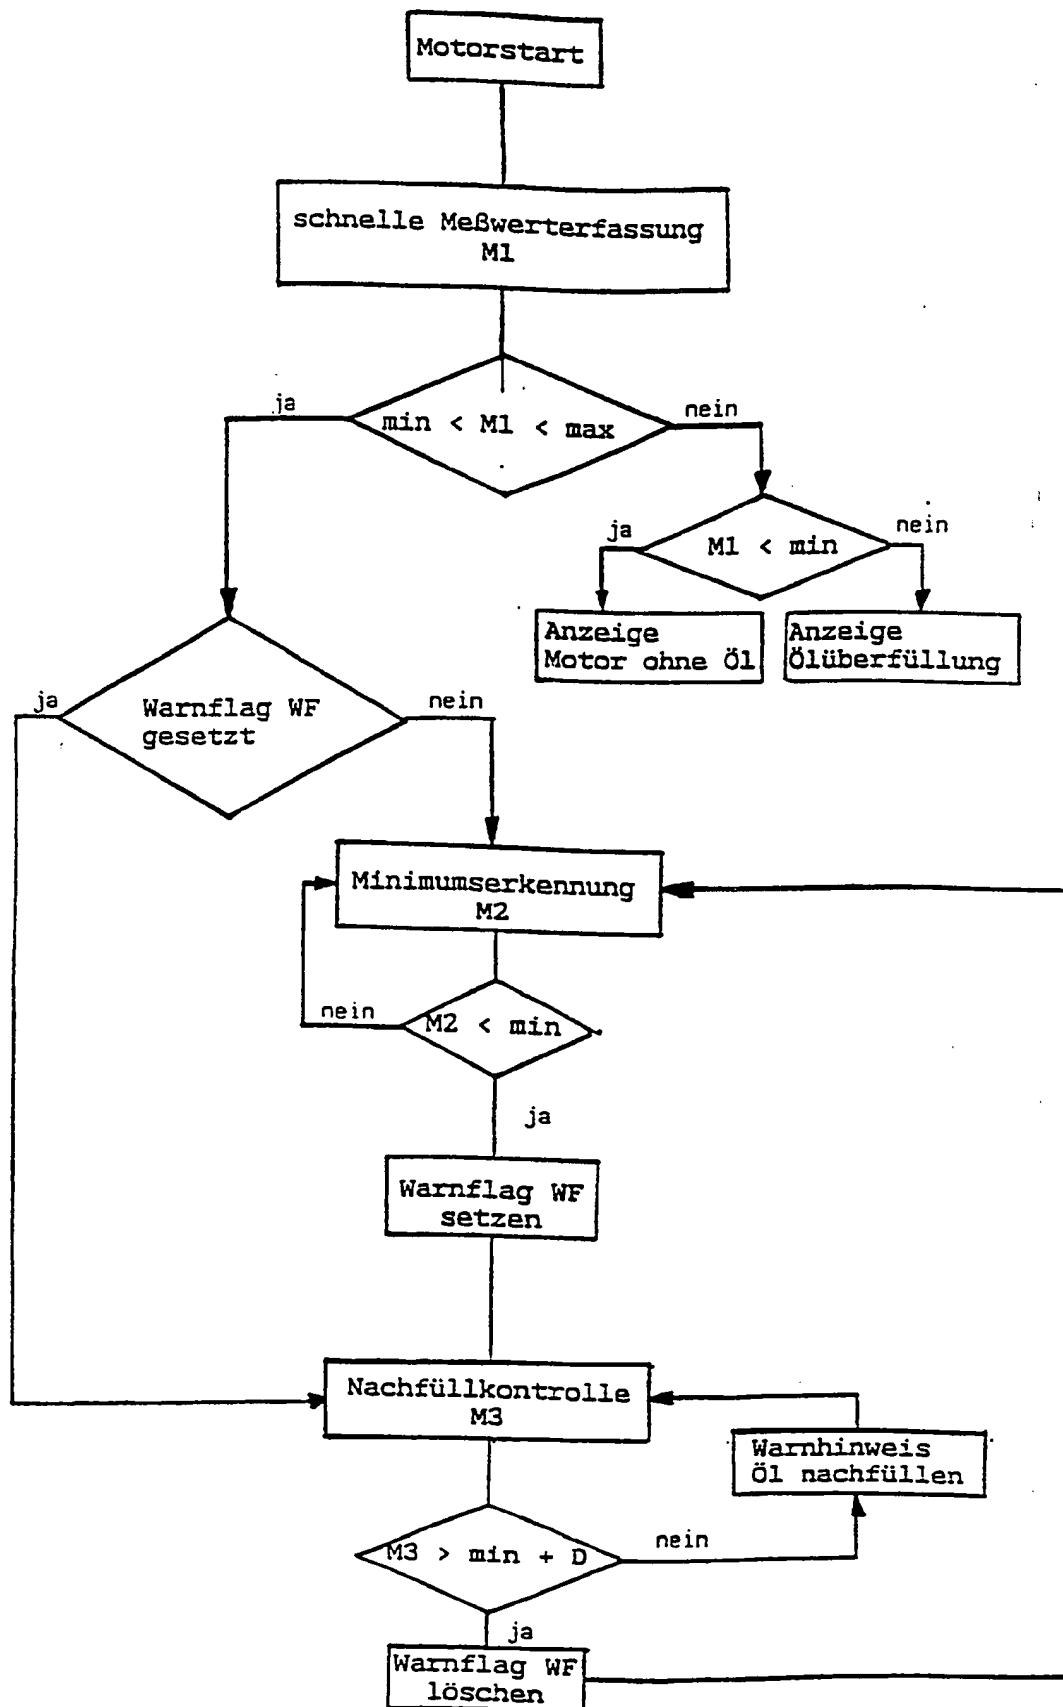 Motorstart
schnelle Meßwerterfassung
M1
ja
min < M1 < max
nein
ja
M1 < min
nein
Anzeige
Motor ohne Öl
Anzeige
Ölüberfüllung
ja
Warnflag WF
gesetzt
nein
Minimumserkennung
M2
nein
M2 < min
ja
Warnflag WF
setzen
Nachfüllkontrolle
M3
Warnhinweis
Öl nachfüllen
M3 > min + D
nein
ja
Warnflag WF
löschen